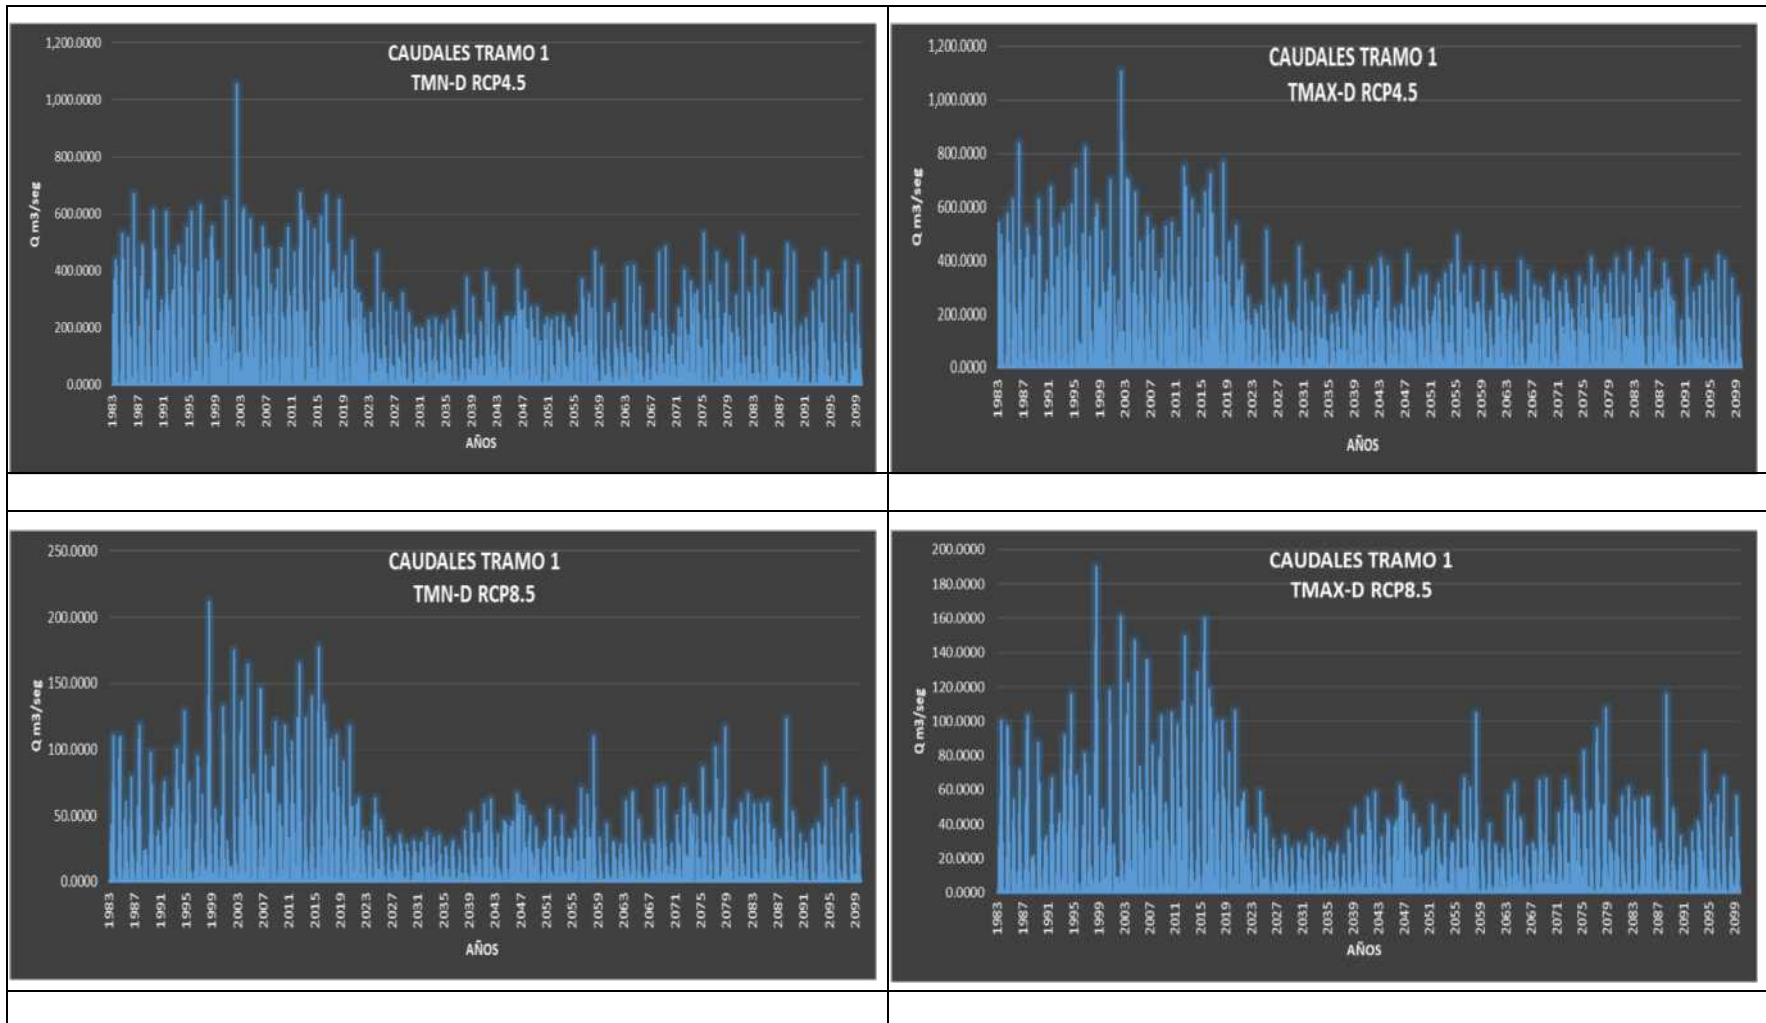 CAUDALES TRAMO 1
TMN-D RCP4.5
1,200.0000
1,000.0000
800.0000
600.0000
400.0000
200.0000
0.0000
Q m3/seg
1983 1987 1991 1995 1999 2003 2007 2011 2015 2019 2023 2027 2031 2035 2039 2043 2047 2051 2055 2059 2063 2067 2071 2075 2079 2083 2087 2091 2095 2099
AÑOS
CAUDALES TRAMO 1
TMAX-D RCP4.5
1,200.0000
1,000.0000
800.0000
600.0000
400.0000
200.0000
0.0000
Q m3/seg
1983 1987 1991 1995 1999 2003 2007 2011 2015 2019 2023 2027 2031 2035 2039 2043 2047 2051 2055 2059 2063 2067 2071 2075 2079 2083 2087 2091 2095 2099
AÑOS
CAUDALES TRAMO 1
TMN-D RCP8.5
250.0000
200.0000
150.0000
100.0000
50.0000
0.0000
Q m3/seg
1983 1987 1991 1995 1999 2003 2007 2011 2015 2019 2023 2027 2031 2035 2039 2043 2047 2051 2055 2059 2063 2067 2071 2075 2079 2083 2087 2091 2095 2099
AÑOS
CAUDALES TRAMO 1
TMAX-D RCP8.5
200.0000
180.0000
160.0000
140.0000
120.0000
100.0000
80.0000
60.0000
40.0000
20.0000
0.0000
Q m3/seg
1983 1987 1991 1995 1999 2003 2007 2011 2015 2019 2023 2027 2031 2035 2039 2043 2047 2051 2055 2059 2063 2067 2071 2075 2079 2083 2087 2091 2095 2099
AÑOS